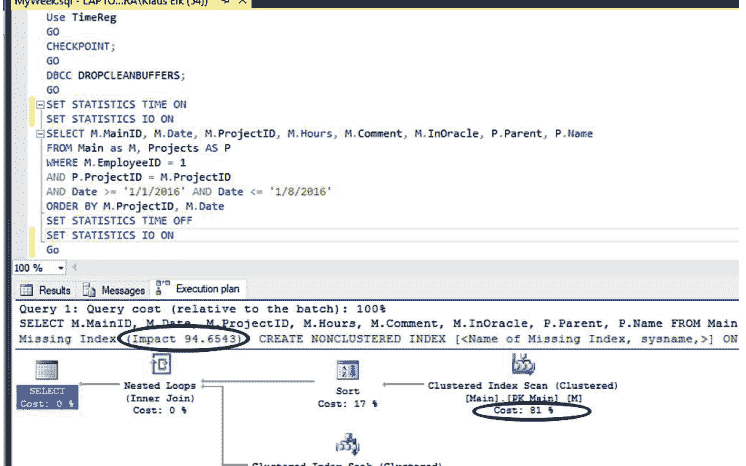 MyWeek.sql - LAPTO...RA\Klaus Elk (54))
Use TimeReg
GO
CHECKPOINT;
GO
DBCC DROPCLEANBUFFERS;
GO
SET STATISTICS TIME ON
SET STATISTICS IO ON
SELECT M.MainID, M.Date, M.ProjectID, M.Hours, M.Comment, M.InOracle, P.Parent, P.Name
FROM Main as M, Projects AS P
WHERE M.EmployeeID = 1
AND P.ProjectID = M.ProjectID
AND Date >= '1/1/2016' AND Date <= '1/8/2016'
ORDER BY M.ProjectID, M.Date
SET STATISTICS TIME OFF
SET STATISTICS IO ON
Go
100 %
Results Messages Execution plan
Query 1: Query cost (relative to the batch): 100%
SELECT M.MainID, M.Date, M.ProjectID, M.Hours, M.Comment, M.InOracle, P.Parent, P.Name FROM Main
Missing Index (Impact 94.6543) CREATE NONCLUSTERED INDEX [<Name of Missing Index, sysname,>] ON
SELECT
Cost: 0 %
Nested Loops
(Inner Join)
Cost: 0 %
Sort
Cost: 17 %
Clustered Index Scan (Clustered)
[Main].[PK_Main] [M]
Cost: 81 %
Clustered Index Seek (Clustered)